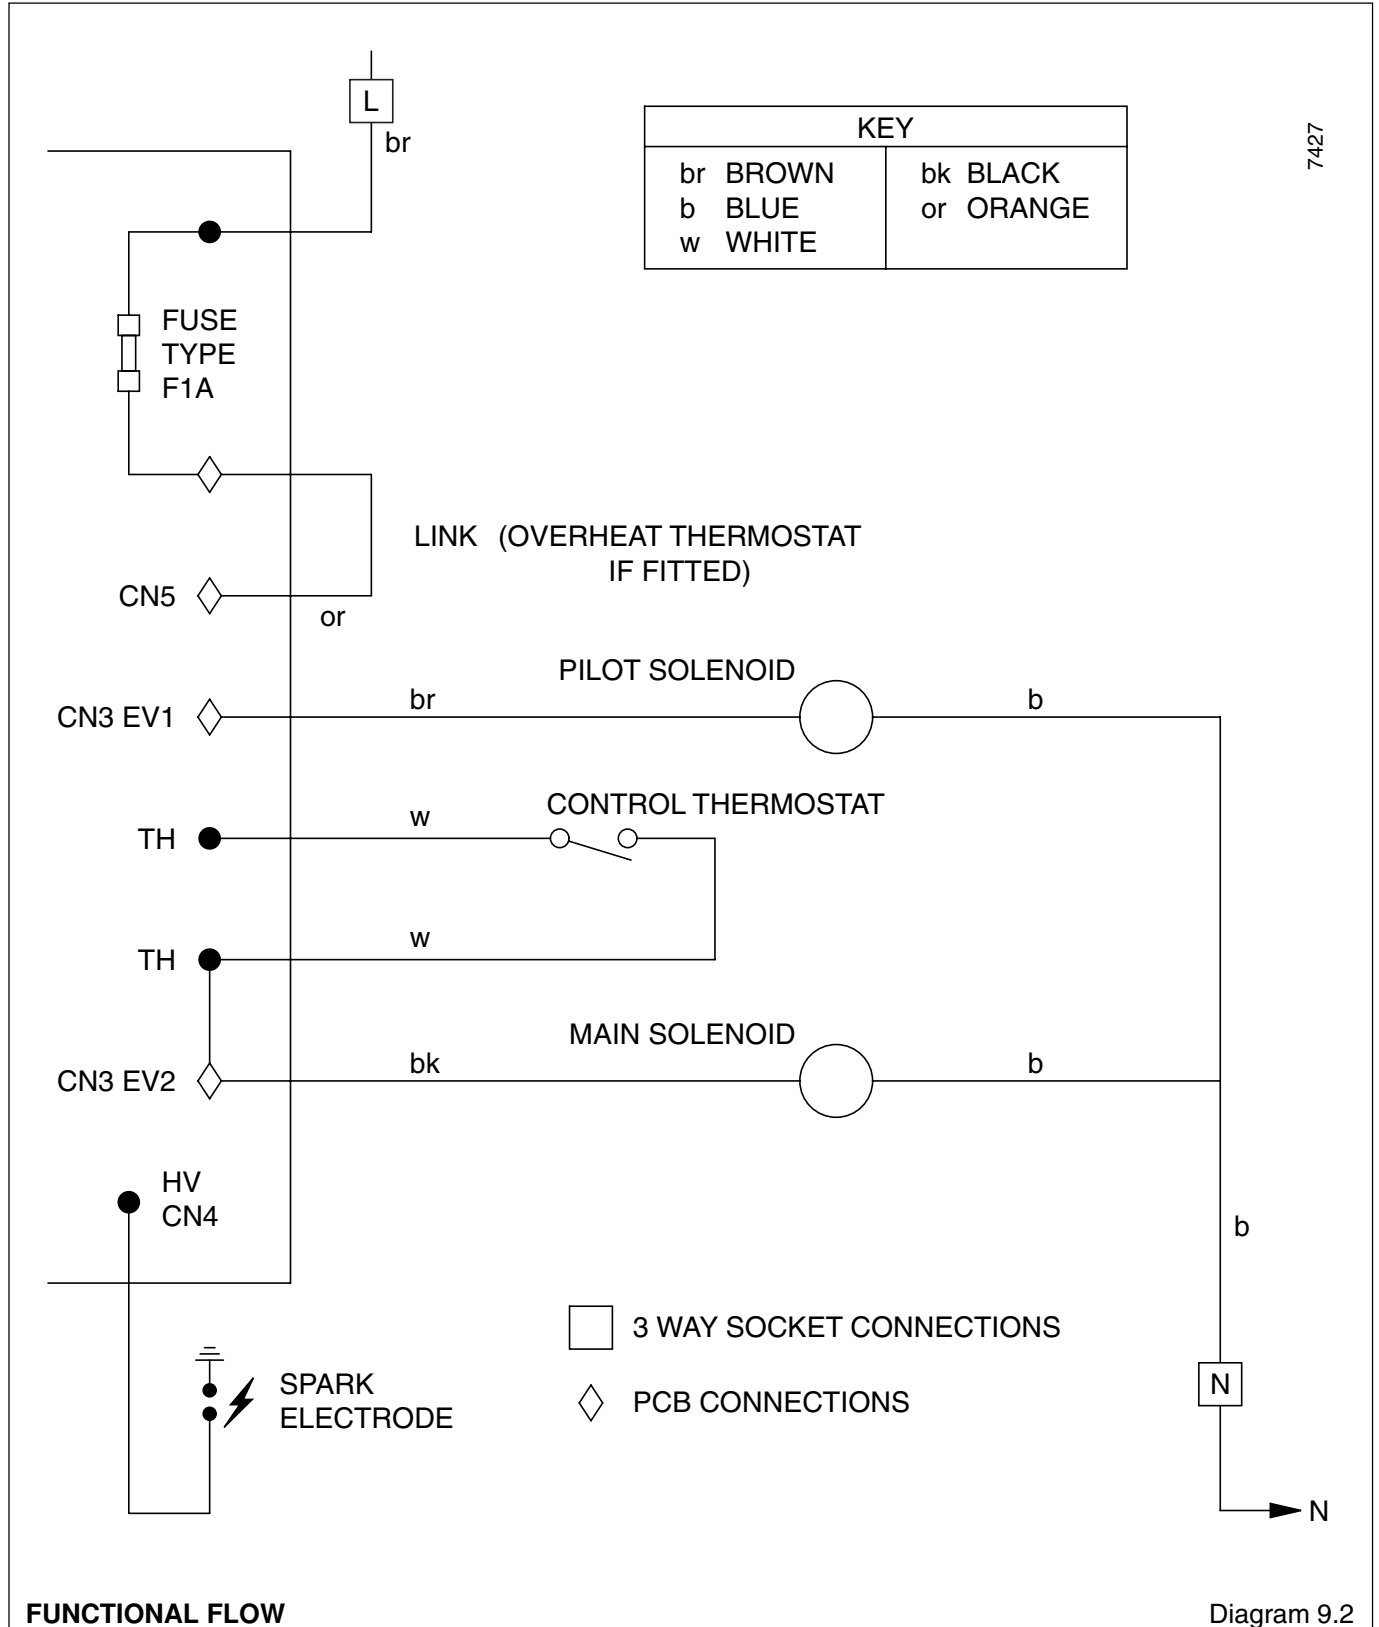 L
br
KEY
br BROWN
b BLUE
w WHITE
bk BLACK
or ORANGE
7427
FUSE
TYPE
F1A
LINK (OVERHEAT THERMOSTAT
IF FITTED)
CN5
or
PILOT SOLENOID
CN3 EV1
br
b
CONTROL THERMOSTAT
TH
w
TH
w
MAIN SOLENOID
CN3 EV2
bk
b
HV
CN4
b
3 WAY SOCKET CONNECTIONS
SPARK
ELECTRODE
PCB CONNECTIONS
N
N
FUNCTIONAL FLOW
Diagram 9.2